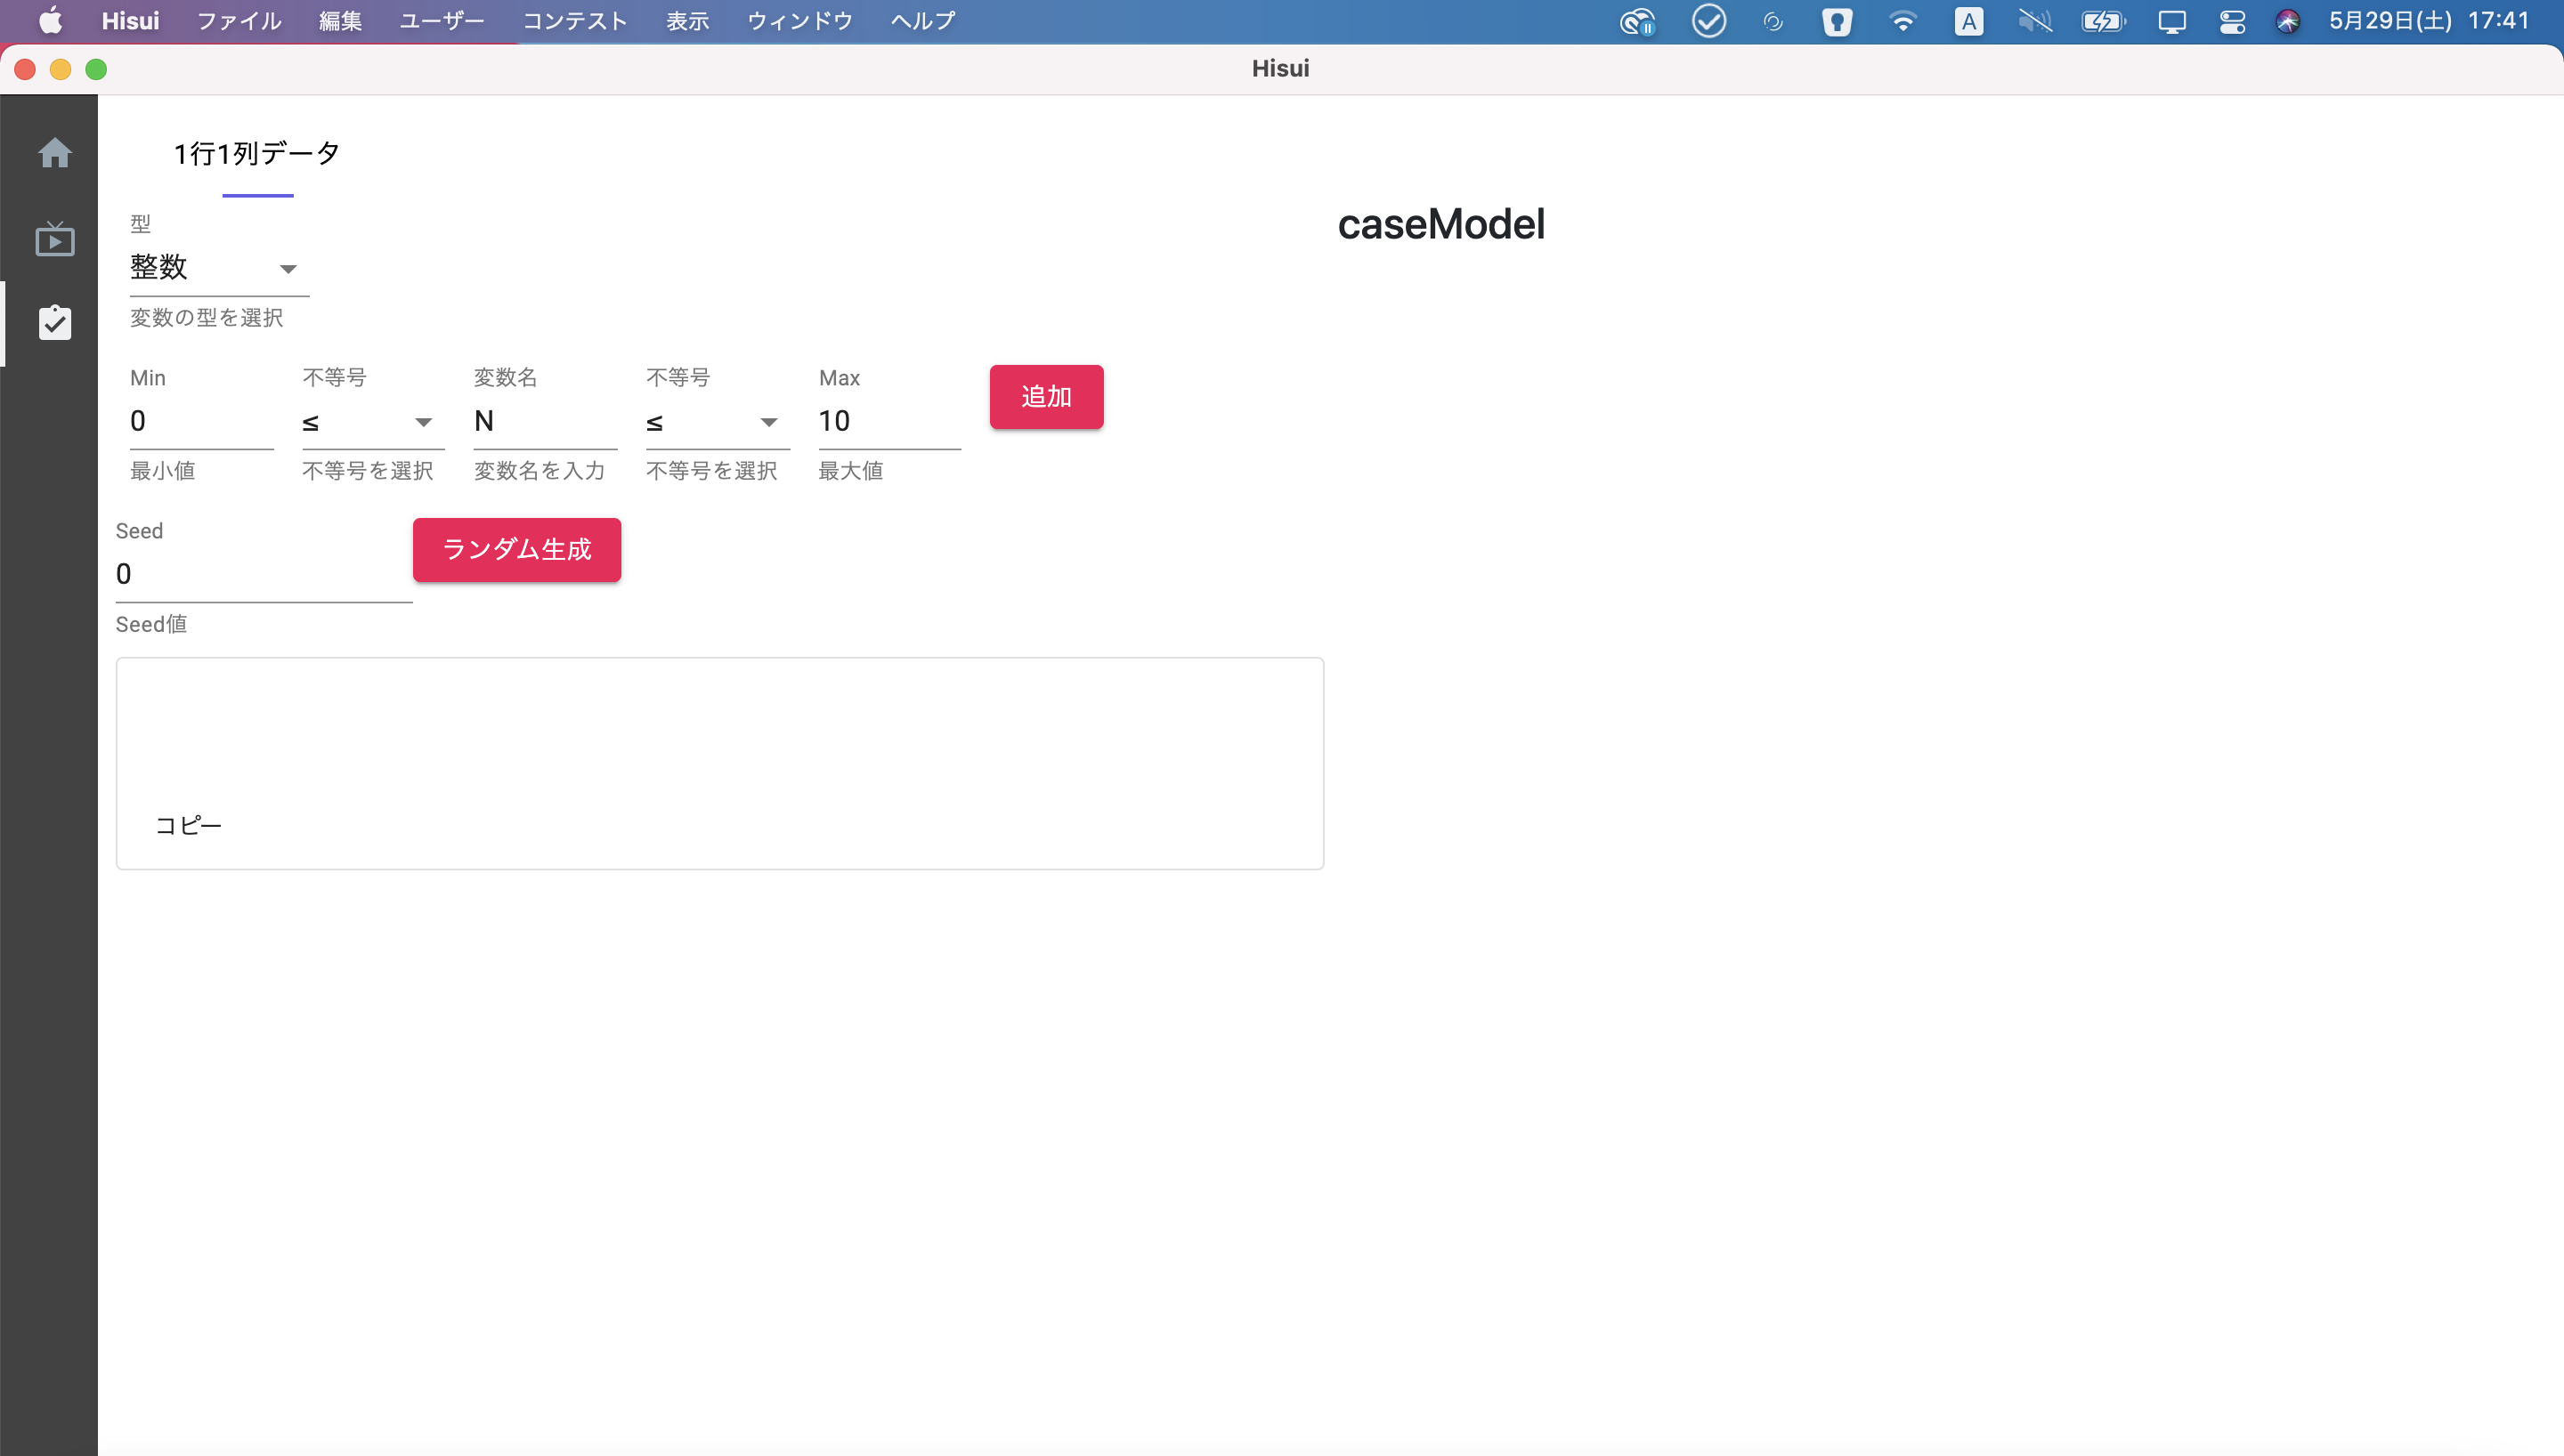 Hisui ファイル 編集 ユーザー コンテスト 表示 ウィンドウ ヘルプ A 5月29日(土) 17:41
Hisui
1行1列データ
型
整数
変数の型を選択
caseModel
Min 不等号 変数名 不等号 Max
0 ≤ N ≤ 10 追加
最小値 不等号を選択 変数名を入力 不等号を選択 最大値
Seed
0 ランダム生成
Seed値
コピー